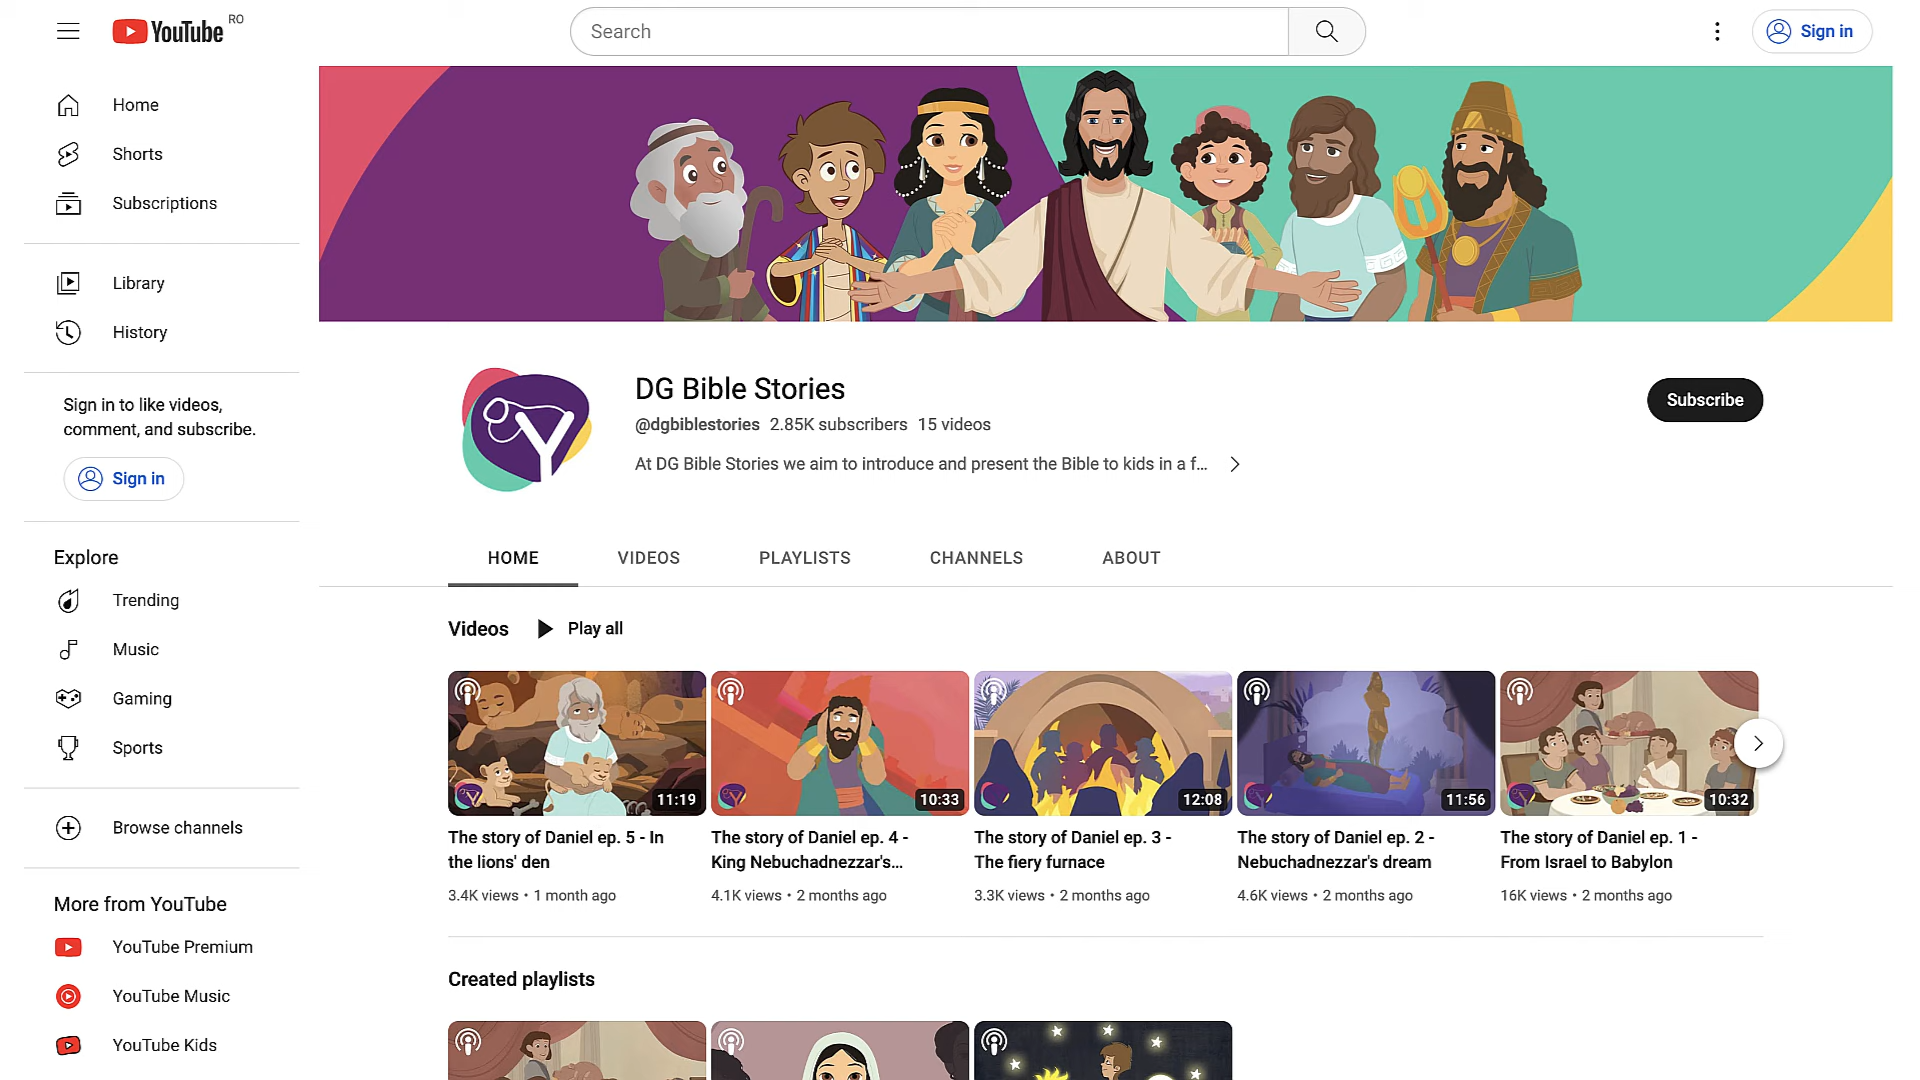 YouTube RO
Search
Sign in
Home
Shorts
Subscriptions
Library
History
Sign in to like videos,
comment, and subscribe.
Sign in
Explore
Trending
Music
Gaming
Sports
Browse channels
More from YouTube
YouTube Premium
YouTube Music
YouTube Kids
DG Bible Stories
@dgbiblestories 2.85K subscribers 15 videos
At DG Bible Stories we aim to introduce and present the Bible to kids in a f...
Subscribe
HOME VIDEOS PLAYLISTS CHANNELS ABOUT
Videos Play all
11:19
The story of Daniel ep. 5 - In
the lions' den
3.4K views • 1 month ago
10:33
The story of Daniel ep. 4 -
King Nebuchadnezzar's...
4.1K views • 2 months ago
12:08
The story of Daniel ep. 3 -
The fiery furnace
3.3K views • 2 months ago
11:56
The story of Daniel ep. 2 -
Nebuchadnezzar's dream
4.6K views • 2 months ago
10:32
The story of Daniel ep. 1 -
From Israel to Babylon
16K views • 2 months ago
Created playlists